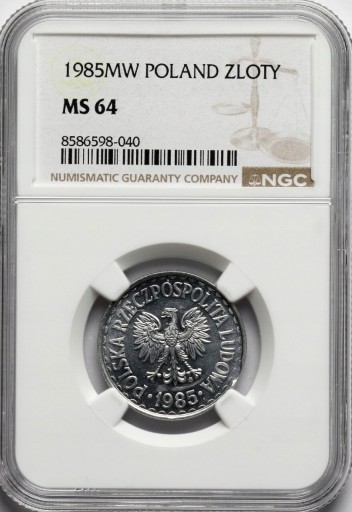 1985MW POLAND ZLOTY
MS 64
8586598-040
NUMISMATIC GUARANTY COMPANY NGC
POLSKA RZECZPOSPOLITA LUDOWA
·1985·